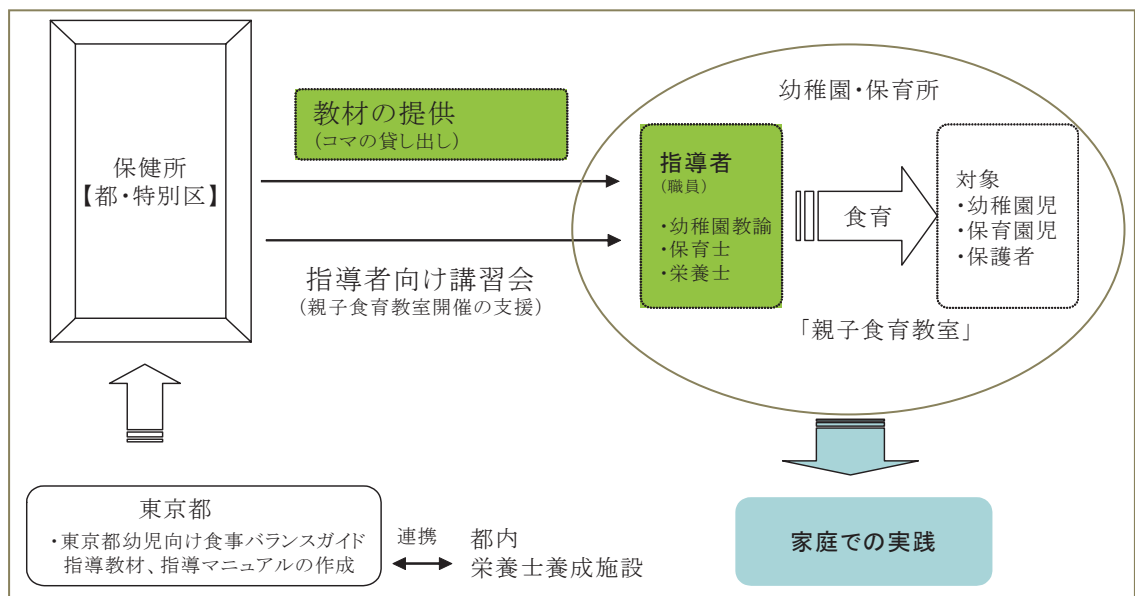 保健所
【都・特別区】
教材の提供
(コマの貸し出し)
指導者向け講習会
(親子食育教室開催の支援)
幼稚園・保育所
指導者
(職員)
・幼稚園教諭
・保育士
・栄養士
食育
対象
・幼稚園児
・保育園児
・保護者
「親子食育教室」
東京都
・東京都幼児向け食事バランスガイド
指導教材、指導マニュアルの作成
連携
都内
栄養士養成施設
家庭での実践